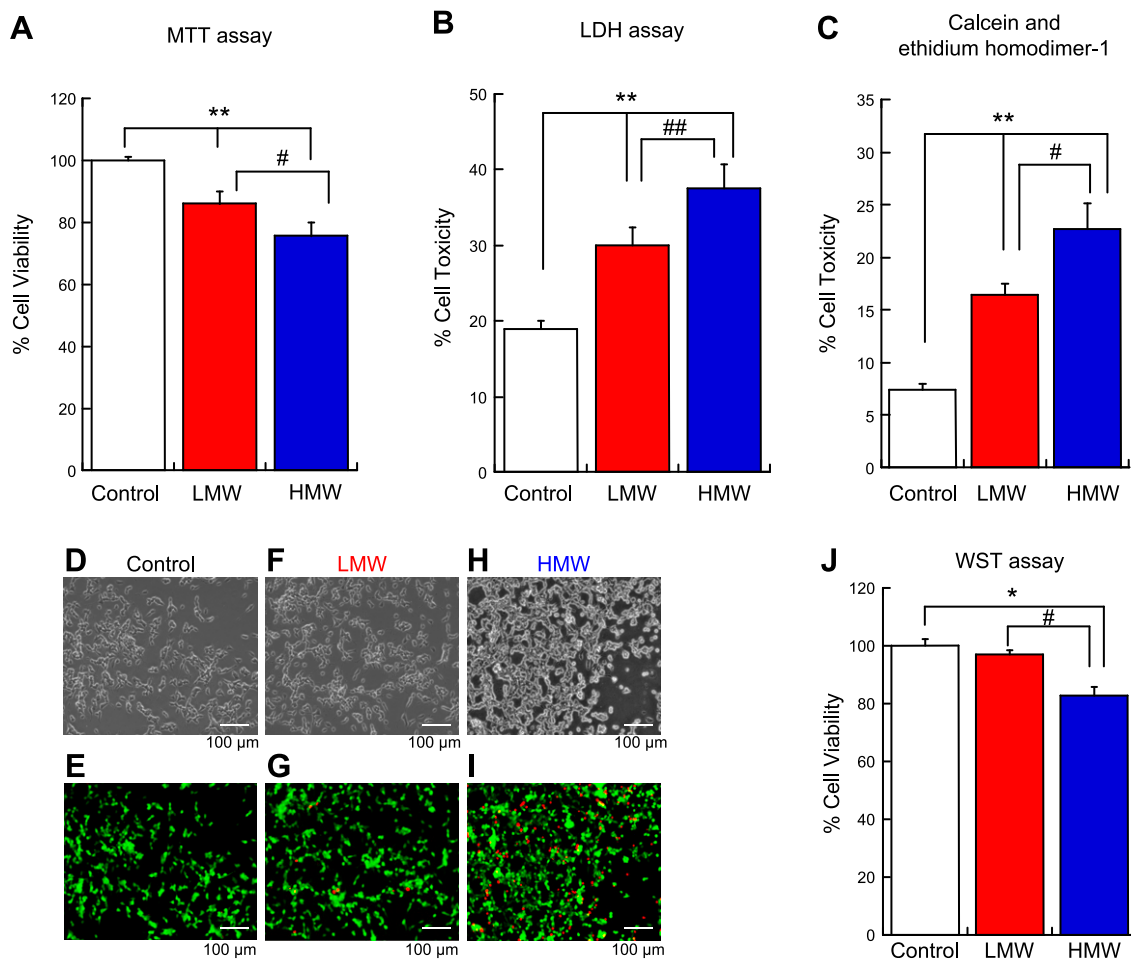 A
MTT assay
120
100
80
60
40
20
0
% Cell Viability
**
#
Control
LMW
HMW
B
LDH assay
50
40
30
20
10
0
% Cell Toxicity
**
##
Control
LMW
HMW
C
Calcein and
ethidium homodimer-1
35
30
25
20
15
10
5
0
% Cell Toxicity
**
#
Control
LMW
HMW
D
Control
100 µm
F
LMW
100 µm
H
HMW
100 µm
E
100 µm
G
100 µm
I
100 µm
J
WST assay
120
100
80
60
40
20
0
% Cell Viability
*
#
Control
LMW
HMW